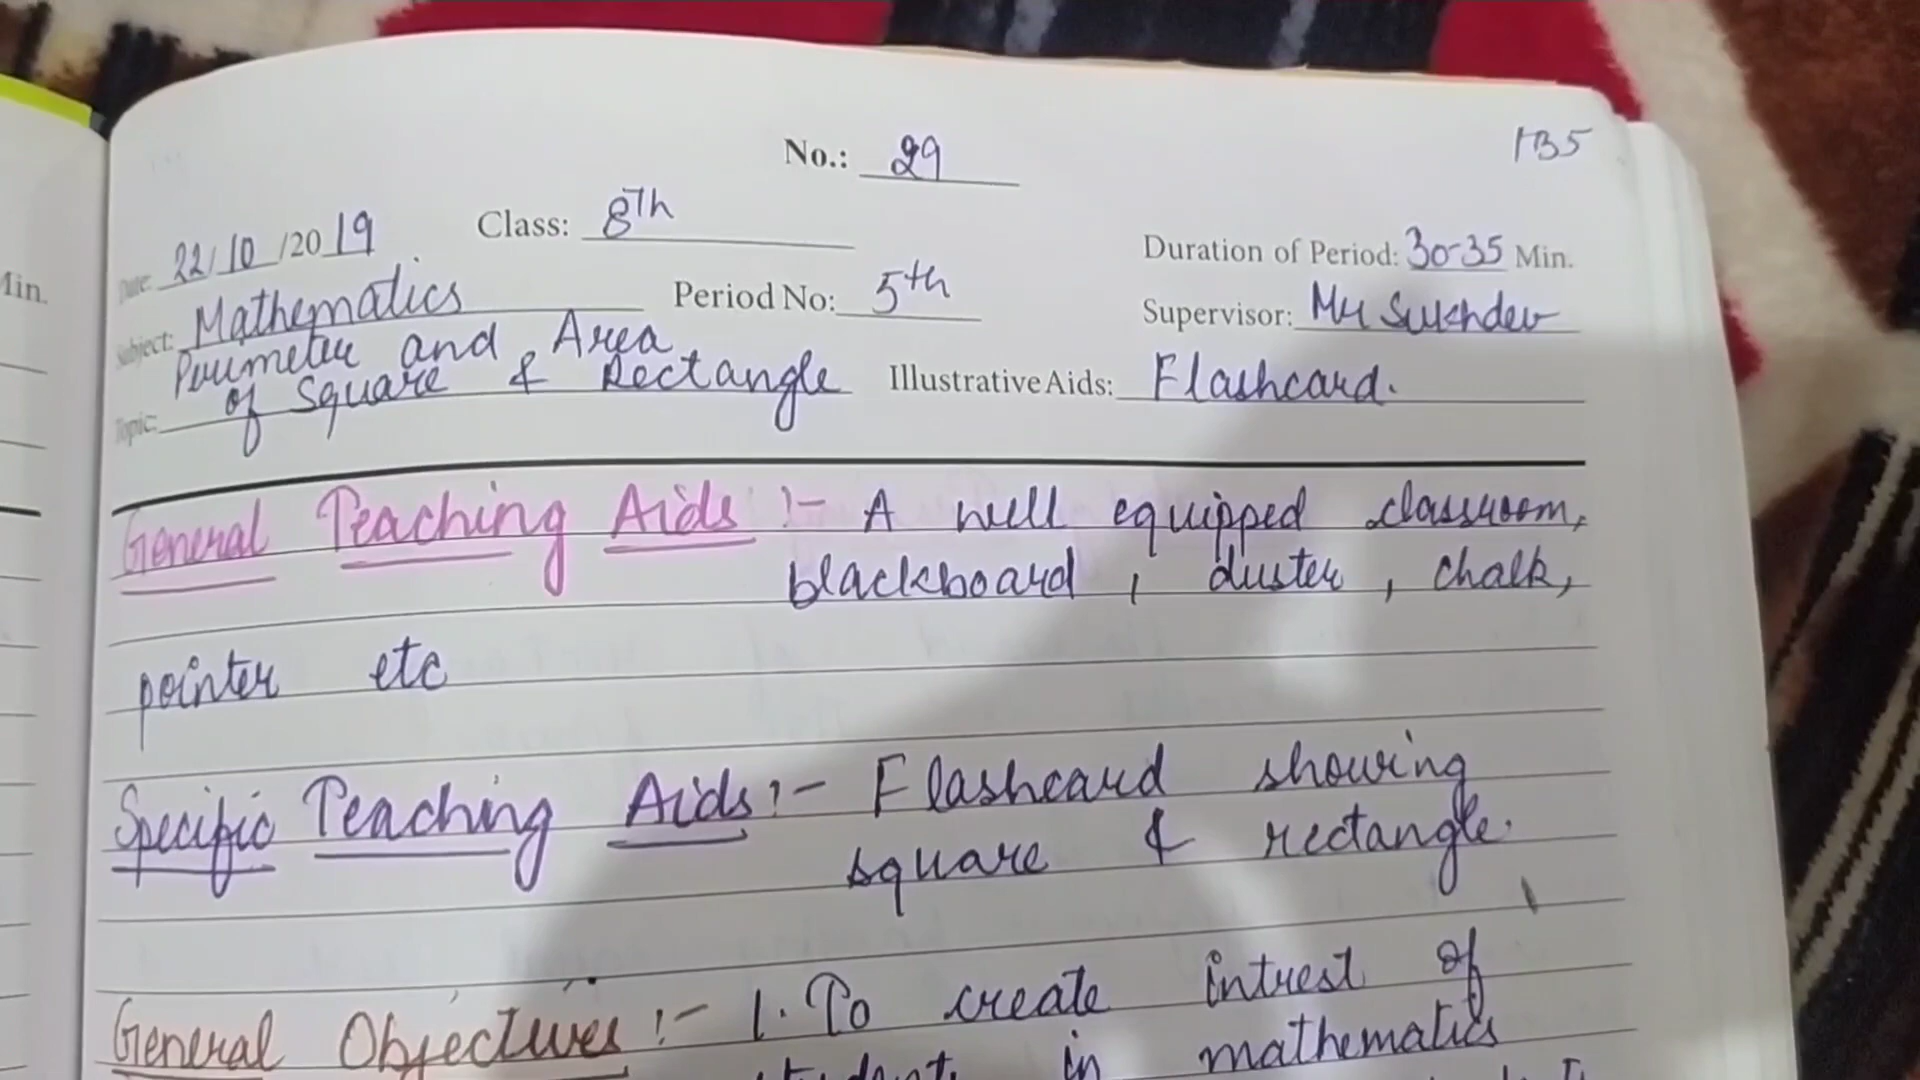 No.: 29
135
Date: 22/10/2019 Class: 8th Duration of Period: 30-35 Min.
Min.
Subject: Mathematics Period No: 5th Supervisor: Mr Sukhdev
Perimeter and Area
Topic: of Square & Rectangle Illustrative Aids: Flashcard.
General Teaching Aids :- A well equipped classroom,
blackboard, duster, chalk,
pointer etc
Specific Teaching Aids :- Flashcard showing
square & rectangle.
General Objectives :- 1. To create intrest of
in mathematics